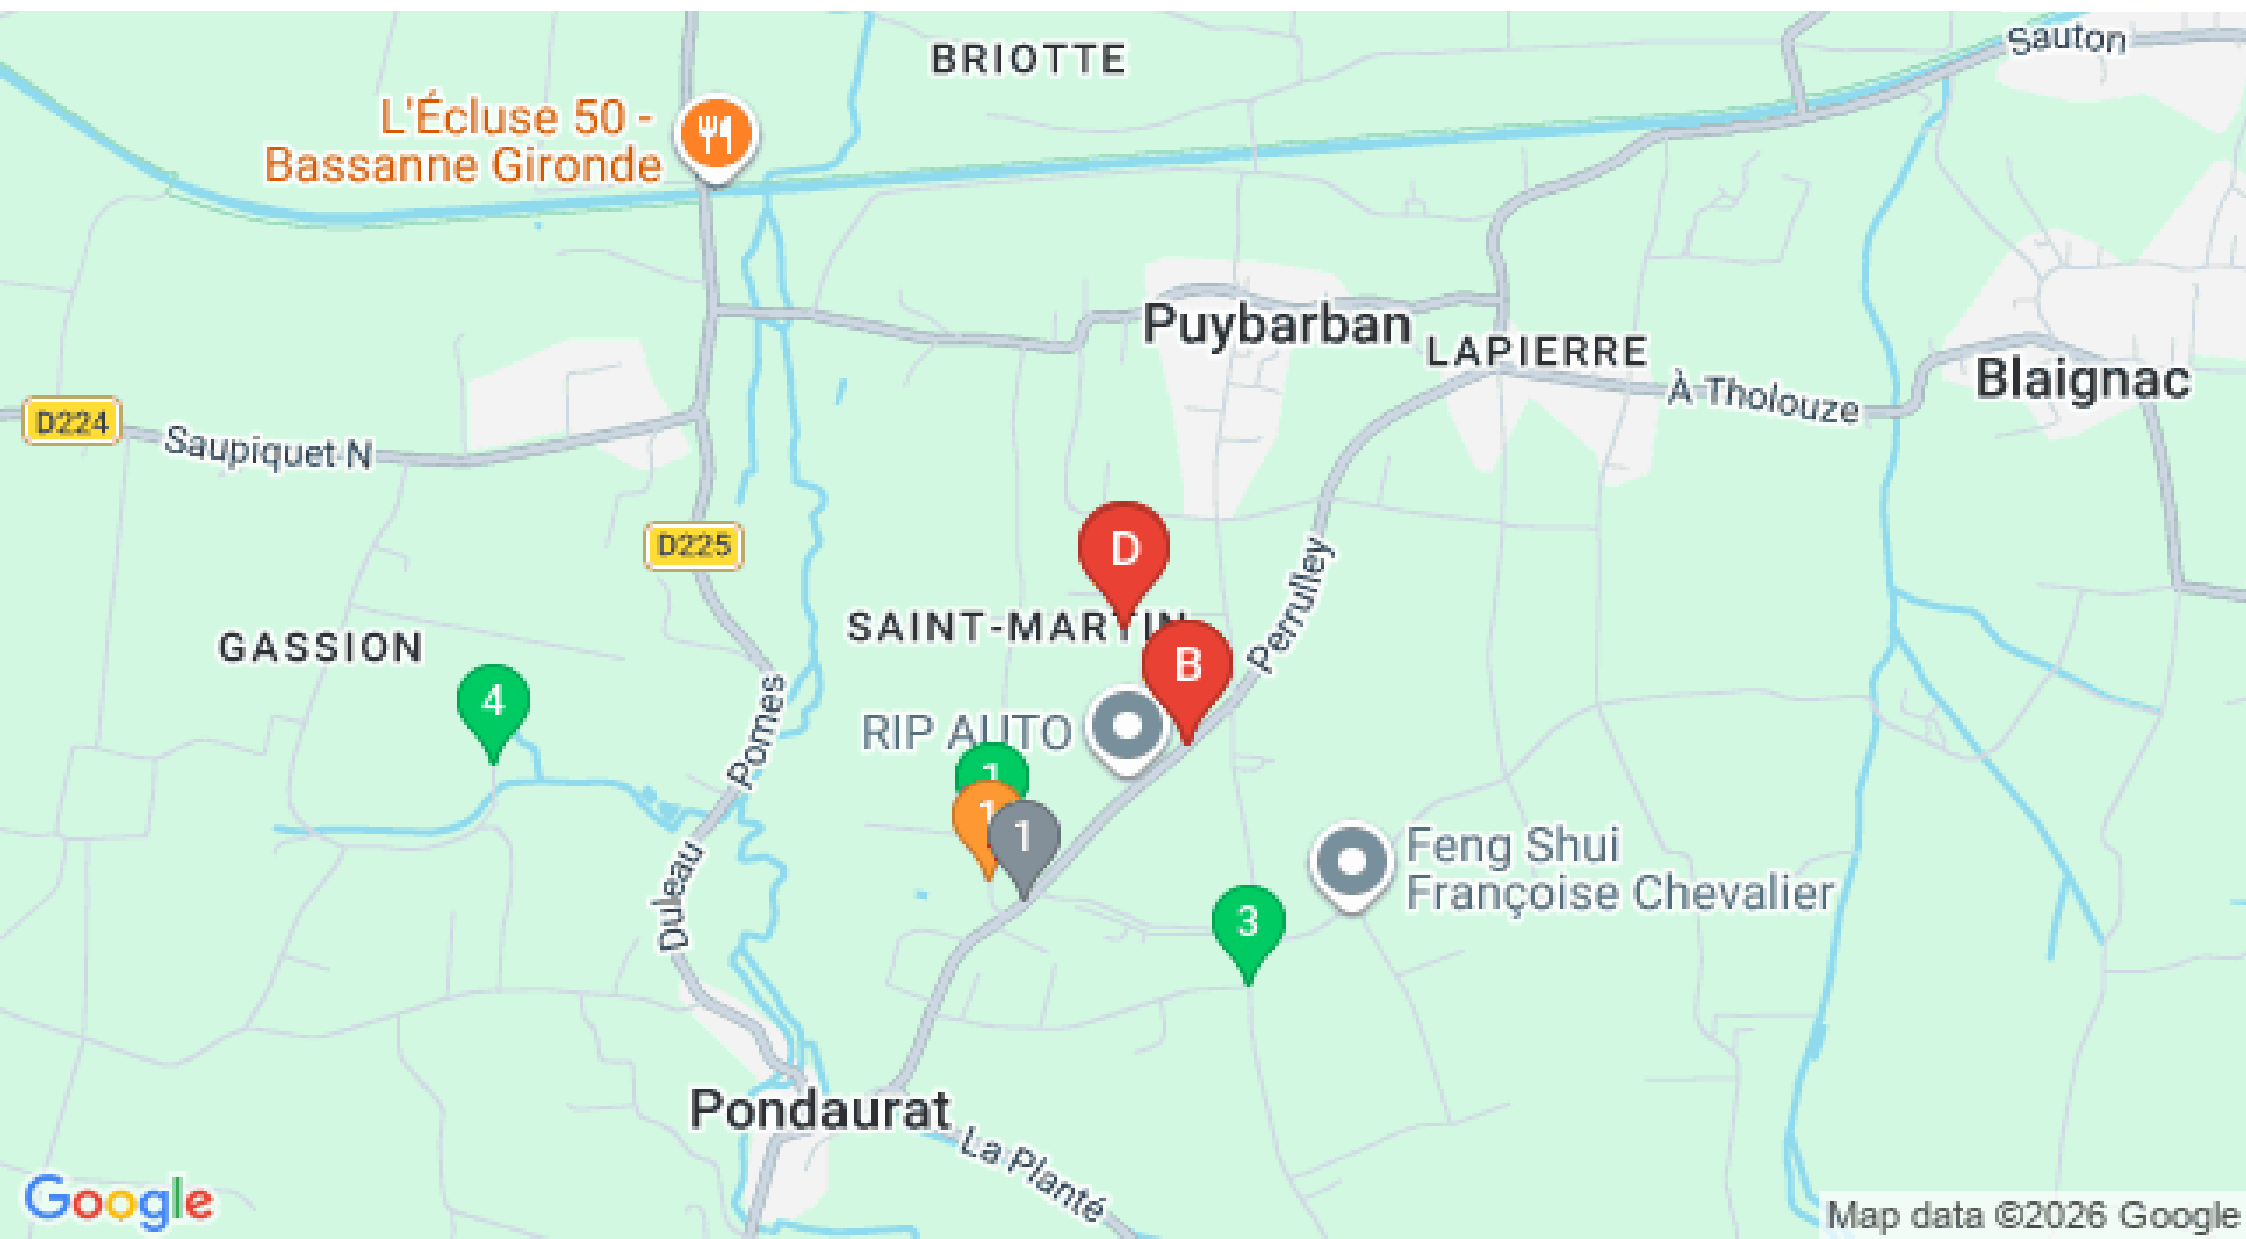 Sauton
BRIOTTE
L'Écluse 50 -
Bassanne Gironde
Puybarban
LAPIERRE
À Tholouze
Blaignac
D224
Saupiquet N
D225
D
Perrulley
SAINT-MARTIN
GASSION
B
4
RIP AUTO
Pomes
1
1
1
Duleau
Feng Shui
Françoise Chevalier
3
Pondaurat
La Planté
Google
Map data ©2026 Google